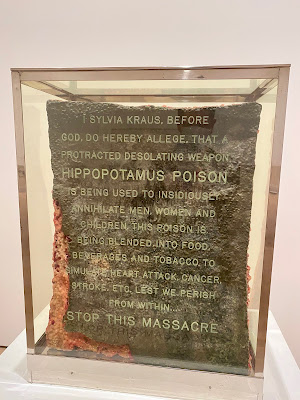 I SYLVIA KRAUS, BEFORE
GOD, DO HEREBY ALLEGE, THAT A
PROTRACTED DESOLATING WEAPON,
HIPPOPOTAMUS POISON
IS BEING USED TO INSIDIOUSLY
ANNIHILATE MEN, WOMEN AND
CHILDREN, THIS POISON IS
BEING BLENDED INTO FOOD,
BEVERAGES AND TOBACCO, TO
SIMULATE HEART ATTACK, CANCER,
STROKE, ETC. LEST WE PERISH
FROM WITHIN...
STOP THIS MASSACRE